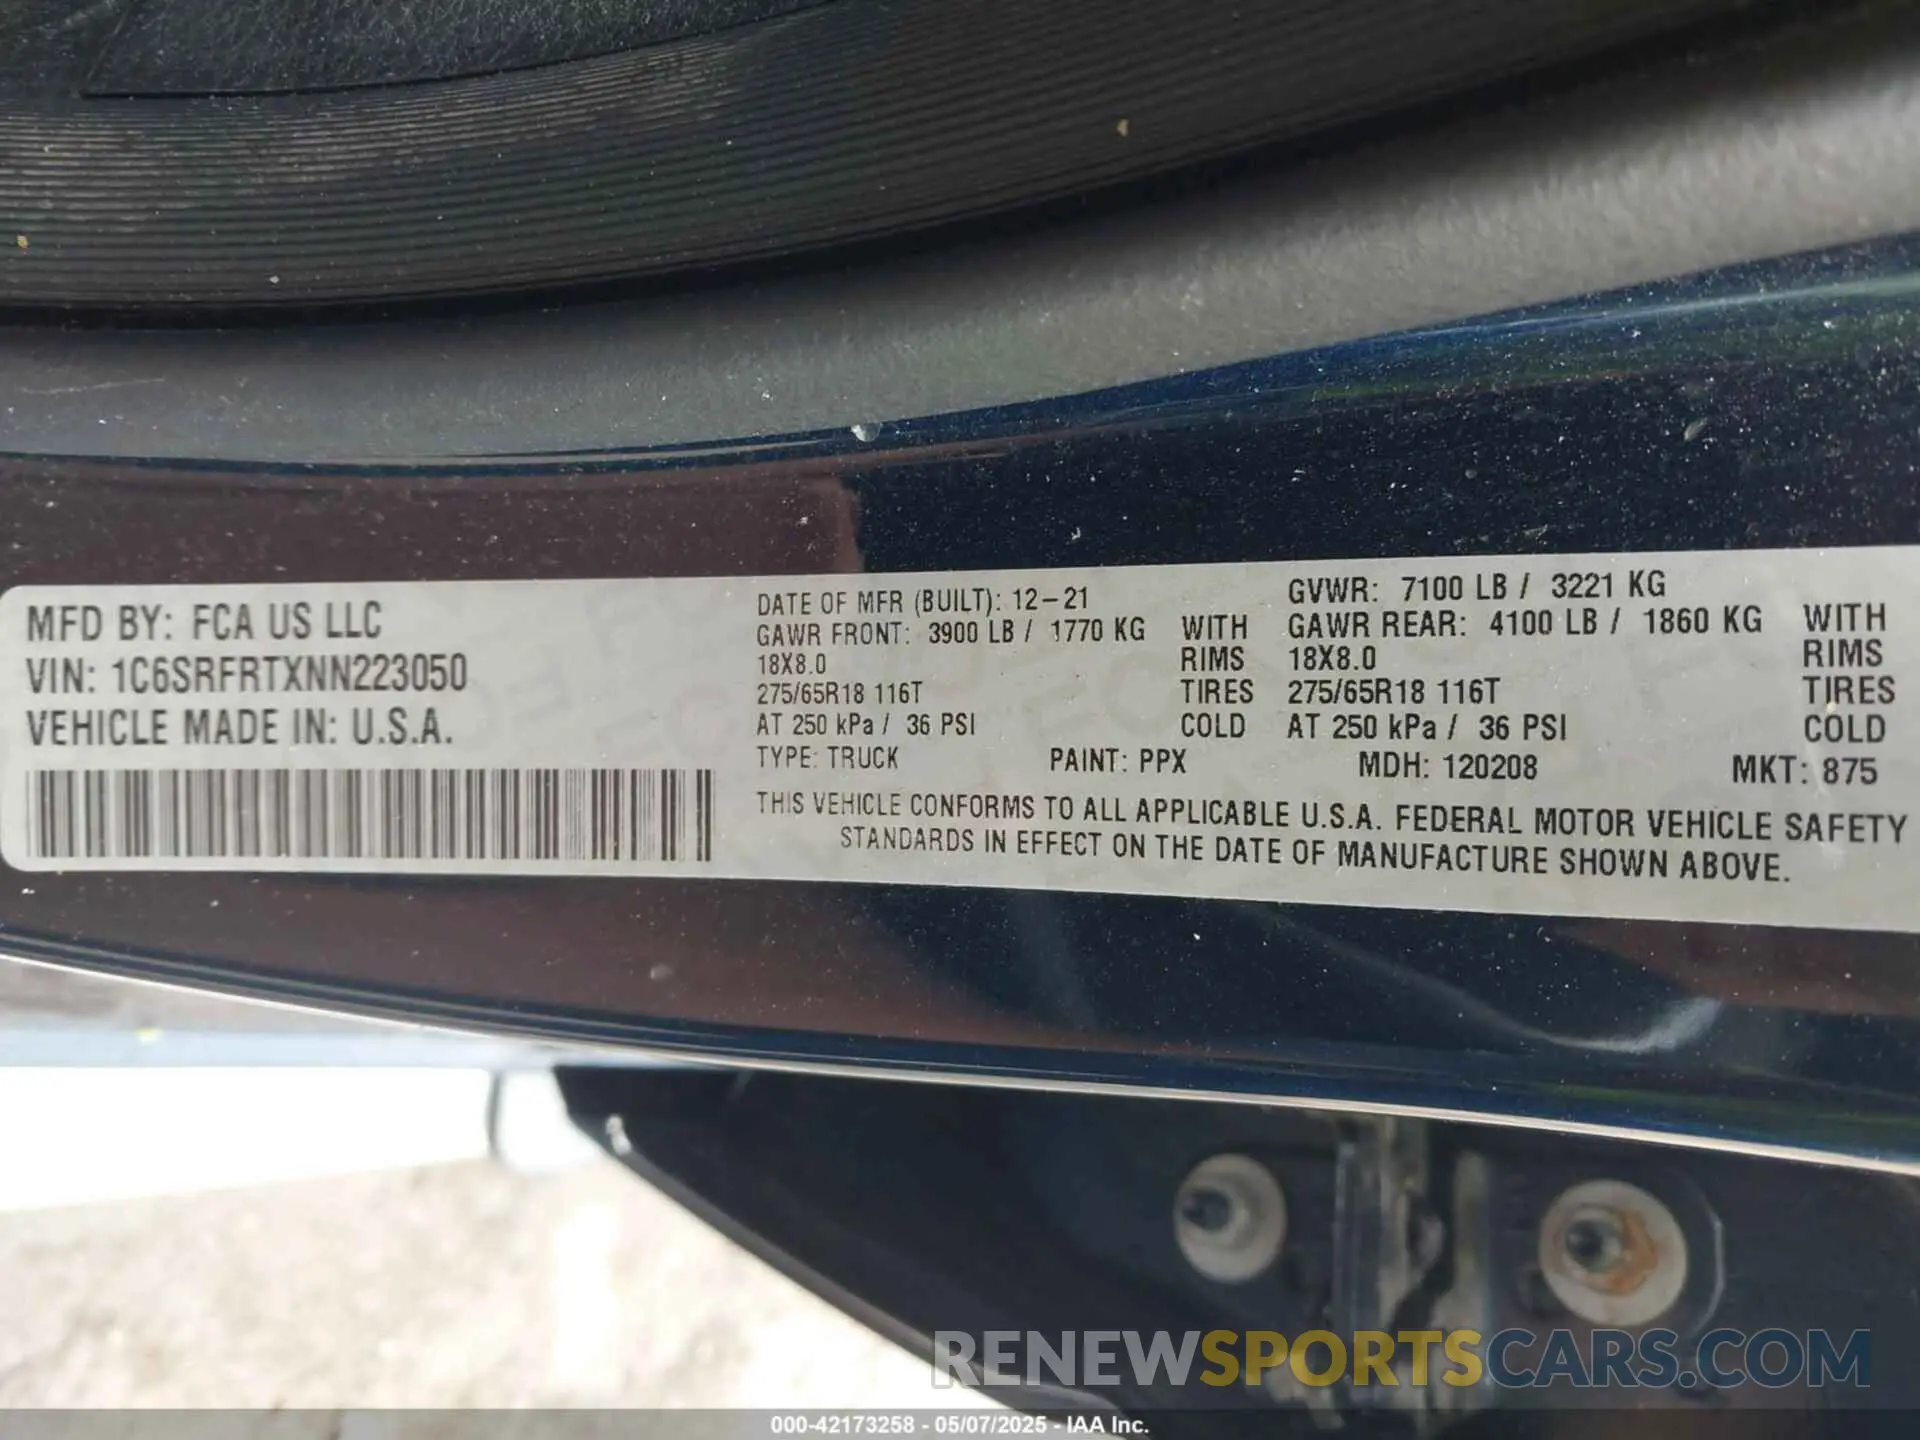 MFD BY: FCA US LLC
VIN: 1C6SRFRTXNN223050
VEHICLE MADE IN: U.S.A.
DATE OF MFR (BUILT): 12-21
GVWR: 7100 LB / 3221 KG
GAWR FRONT: 3900 LB / 1770 KG WITH
18X8.0 RIMS
275/65R18 116T TIRES
AT 250 kPa / 36 PSI COLD
GAWR REAR: 4100 LB / 1860 KG WITH
18X8.0 RIMS
275/65R18 116T TIRES
AT 250 kPa / 36 PSI COLD
TYPE: TRUCK PAINT: PPX MDH: 120208 MKT: 875
THIS VEHICLE CONFORMS TO ALL APPLICABLE U.S.A. FEDERAL MOTOR VEHICLE SAFETY
STANDARDS IN EFFECT ON THE DATE OF MANUFACTURE SHOWN ABOVE.
RENEWSPORTSCARS.COM
000-42173258 - 05/07/2025 - IAA Inc.